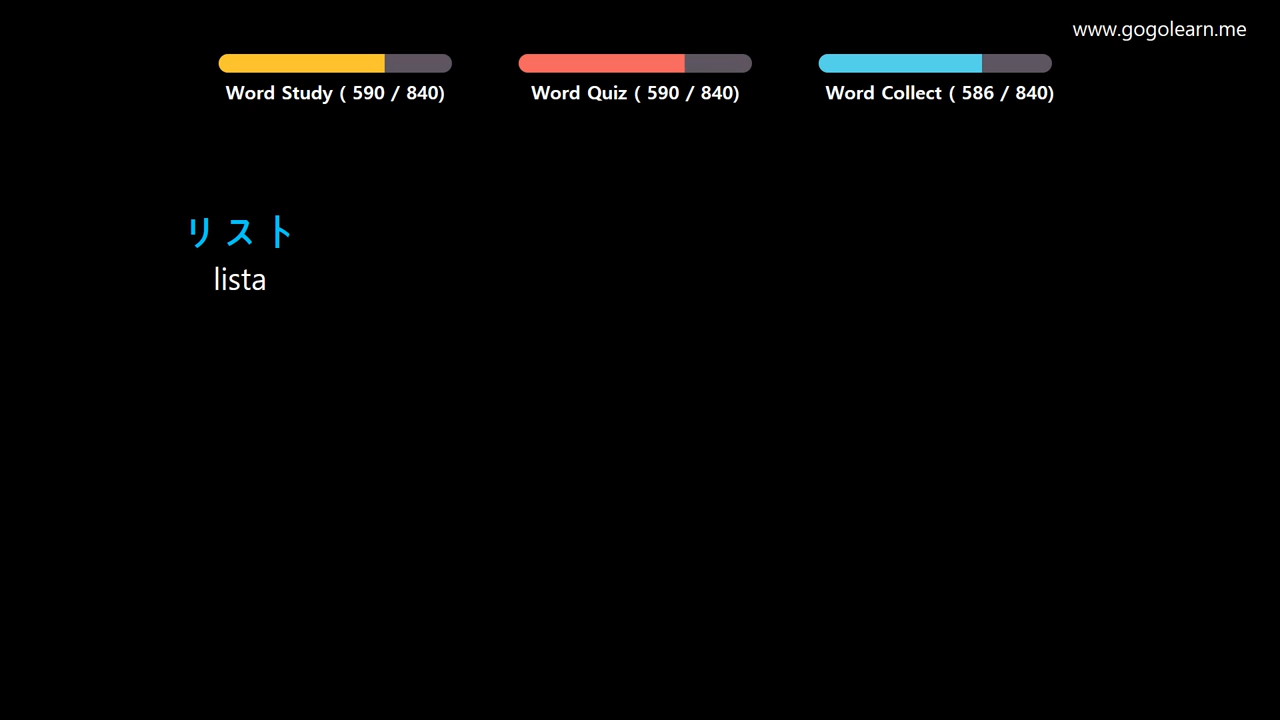 www.gogolearn.me
Word Study ( 590 / 840)
Word Quiz ( 590 / 840)
Word Collect ( 586 / 840)
リスト
lista